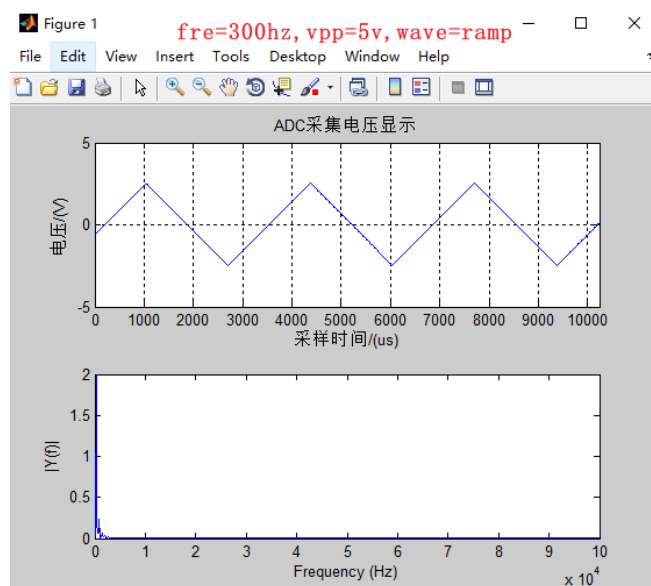 Figure 1
fre=300hz,vpp=5v,wave=ramp
File Edit View Insert Tools Desktop Window Help
ADC采集电压显示
电压/(V)
5
0
-5
0 1000 2000 3000 4000 5000 6000 7000 8000 9000 10000
采样时间/(us)
|Y(f)|
2
1.5
1
0.5
0
0 1 2 3 4 5 6 7 8 9 10
Frequency (Hz)
x 10^4